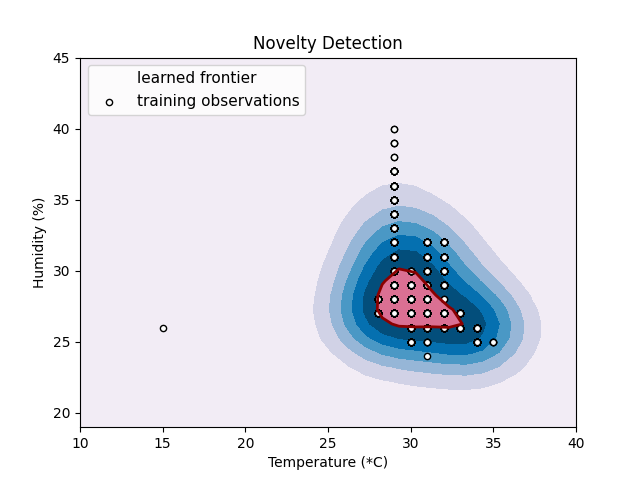 Novelty Detection
learned frontier
training observations
45
40
35
30
25
20
Humidity (%)
10 15 20 25 30 35 40
Temperature (*C)